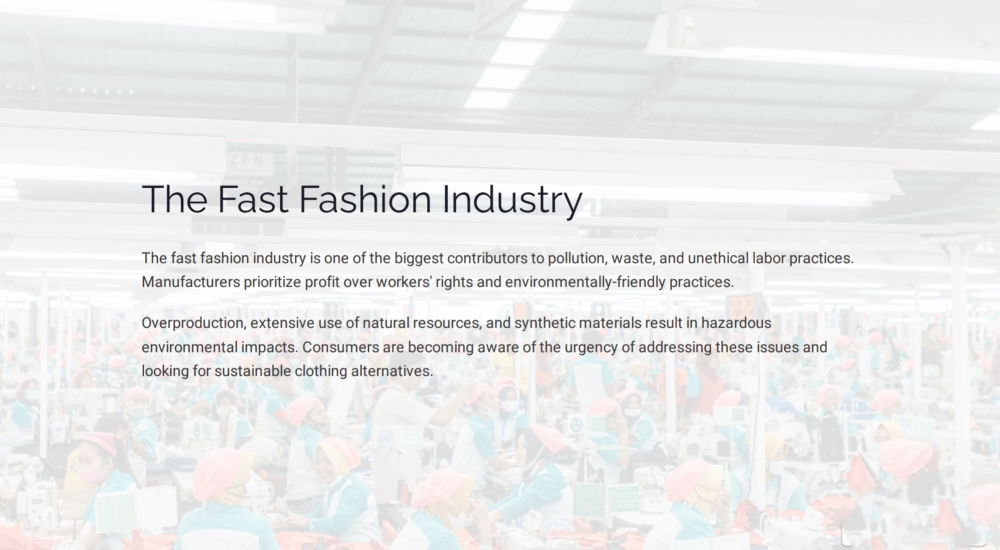 ZEN
The Fast Fashion Industry
The fast fashion industry is one of the biggest contributors to pollution, waste, and unethical labor practices.
Manufacturers prioritize profit over workers' rights and environmentally-friendly practices.
232
Overproduction, extensive use of natural resources, and synthetic materials result in hazardous
environmental impacts. Consumers are becoming aware of the urgency of addressing these issues and
looking for sustainable clothing alternatives.